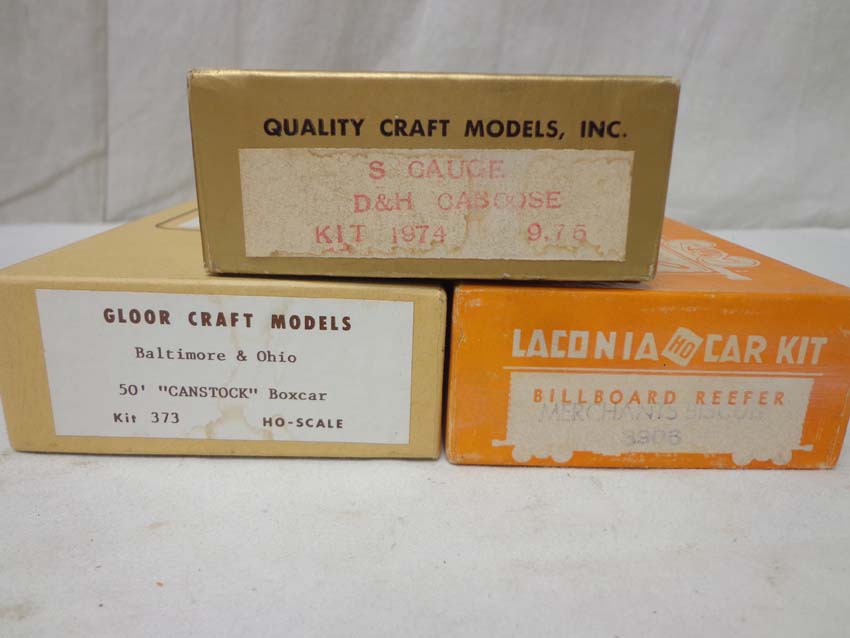 QUALITY CRAFT MODELS, INC.
S GAUGE
D&H CABOOSE
KIT 1974 9.75
GLOOR CRAFT MODELS
Baltimore & Ohio
50' "CANSTOCK" Boxcar
Kit 373 HO-SCALE
LACONIA HO CAR KIT
BILLBOARD REEFER
MERCHANTS BISCUIT
3906